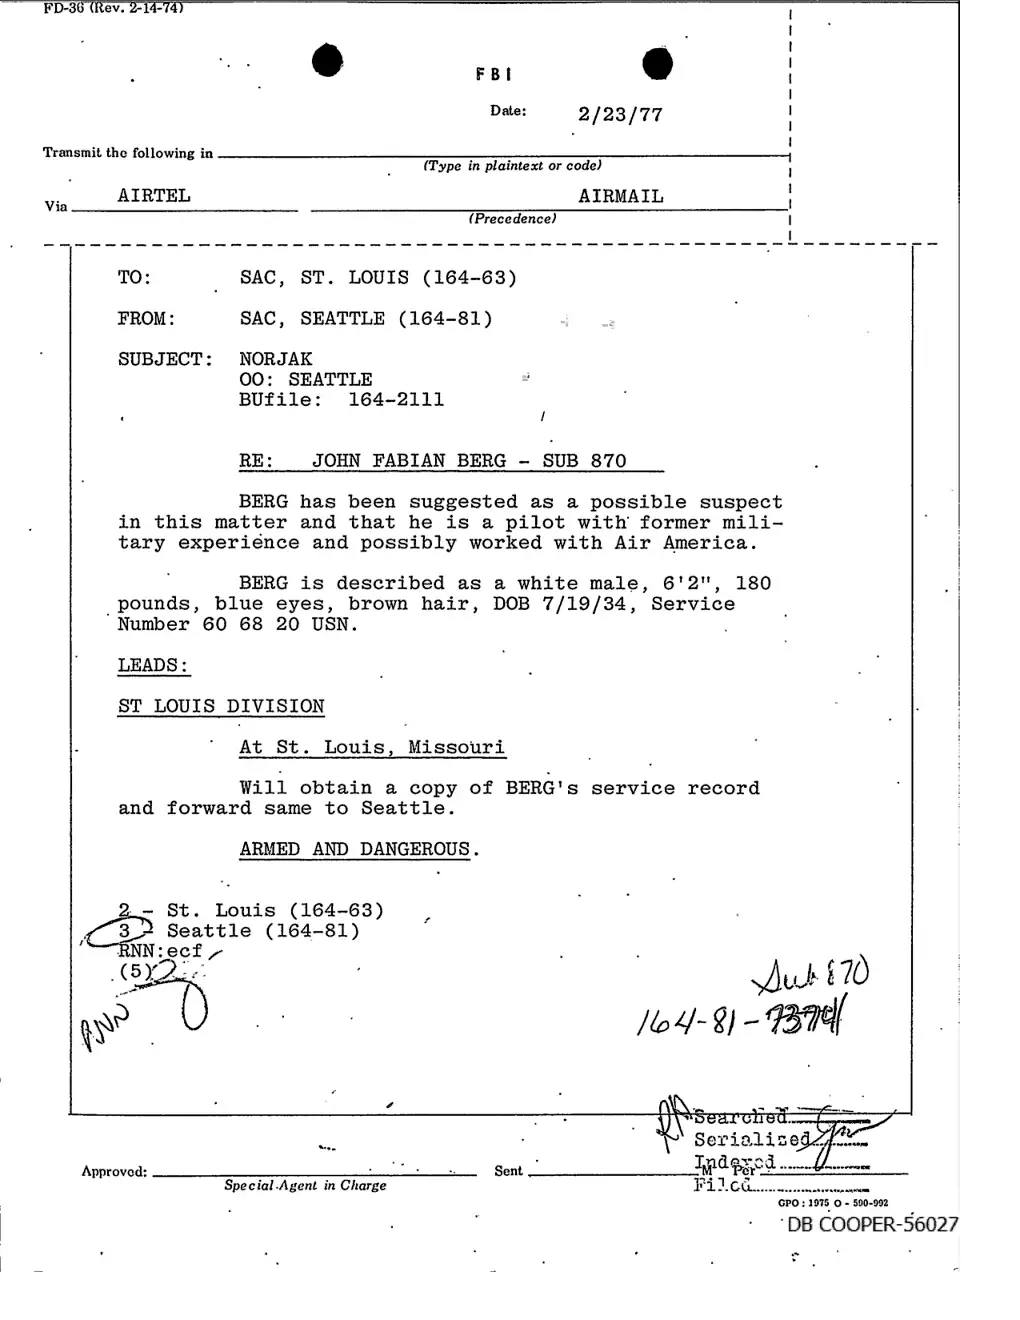 FD-36 (Rev. 2-14-74)
FBI
Date: 2/23/77
Transmit the following in
(Type in plaintext or code)
Via AIRTEL AIRMAIL
(Precedence)
TO: SAC, ST. LOUIS (164-63)
FROM: SAC, SEATTLE (164-81)
SUBJECT: NORJAK
OO: SEATTLE
BUfile: 164-2111
RE: JOHN FABIAN BERG - SUB 870
BERG has been suggested as a possible suspect
in this matter and that he is a pilot with former mili-
tary experience and possibly worked with Air America.
BERG is described as a white male, 6'2", 180
pounds, blue eyes, brown hair, DOB 7/19/34, Service
Number 60 68 20 USN.
LEADS:
ST LOUIS DIVISION
At St. Louis, Missouri
Will obtain a copy of BERG's service record
and forward same to Seattle.
ARMED AND DANGEROUS.
2 - St. Louis (164-63)
3 - Seattle (164-81)
RNN:ecf
(5)
RNN
Sub 870
164-81-
Searched
Serialized
Indexed
Filed
Approved: Sent M Per
Special Agent in Charge
GPO : 1975 O - 590-992
DB COOPER-56027